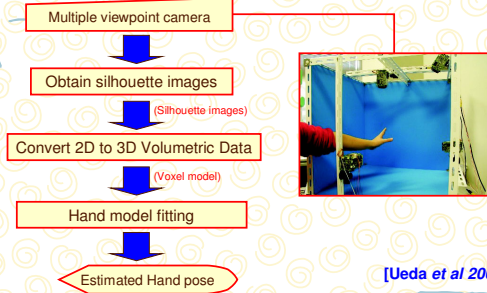 Multiple viewpoint camera
Obtain silhouette images
(Silhouette images)
Convert 2D to 3D Volumetric Data
(Voxel model)
Hand model fitting
Estimated Hand pose
[Ueda et al 200